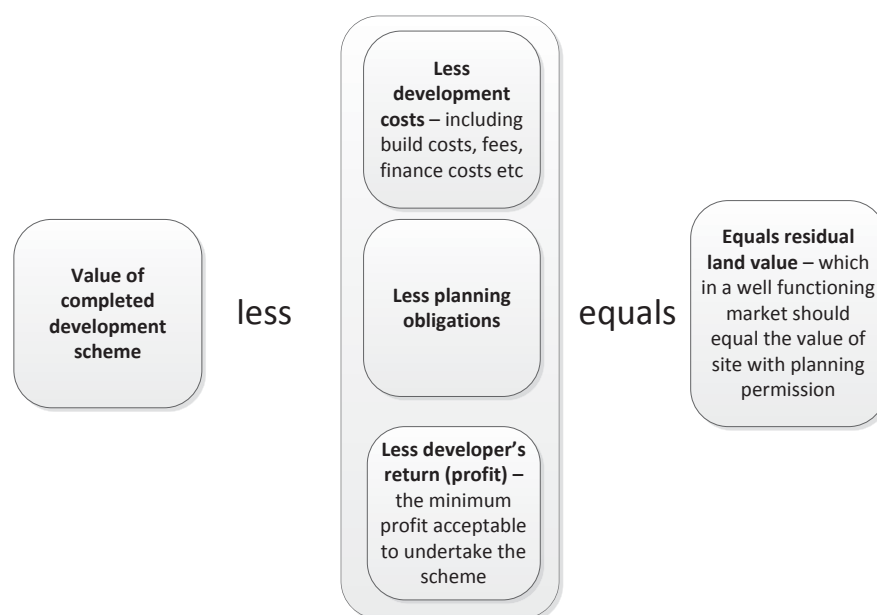 Value of
completed
development
scheme
less
Less
development
costs – including
build costs, fees,
finance costs etc
Less planning
obligations
Less developer's
return (profit) –
the minimum
profit acceptable
to undertake the
scheme
equals
Equals residual
land value – which
in a well functioning
market should
equal the value of
site with planning
permission